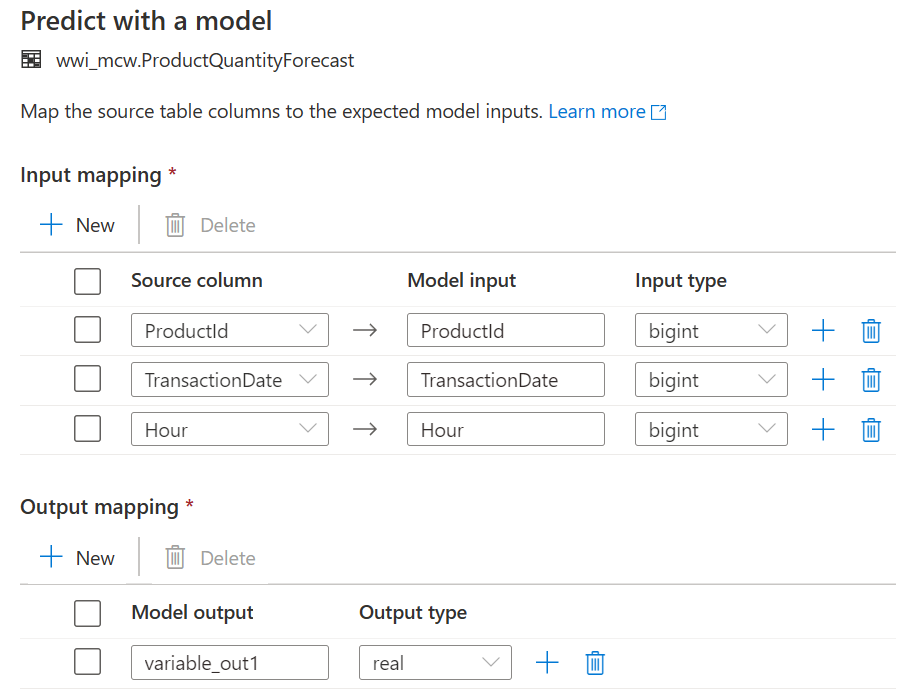 Predict with a model
wwi_mcw.ProductQuantityForecast
Map the source table columns to the expected model inputs. Learn more
Input mapping *
New Delete
Source column Model input Input type
ProductId ProductId bigint
TransactionDate TransactionDate bigint
Hour Hour bigint
Output mapping *
New Delete
Model output Output type
variable_out1 real